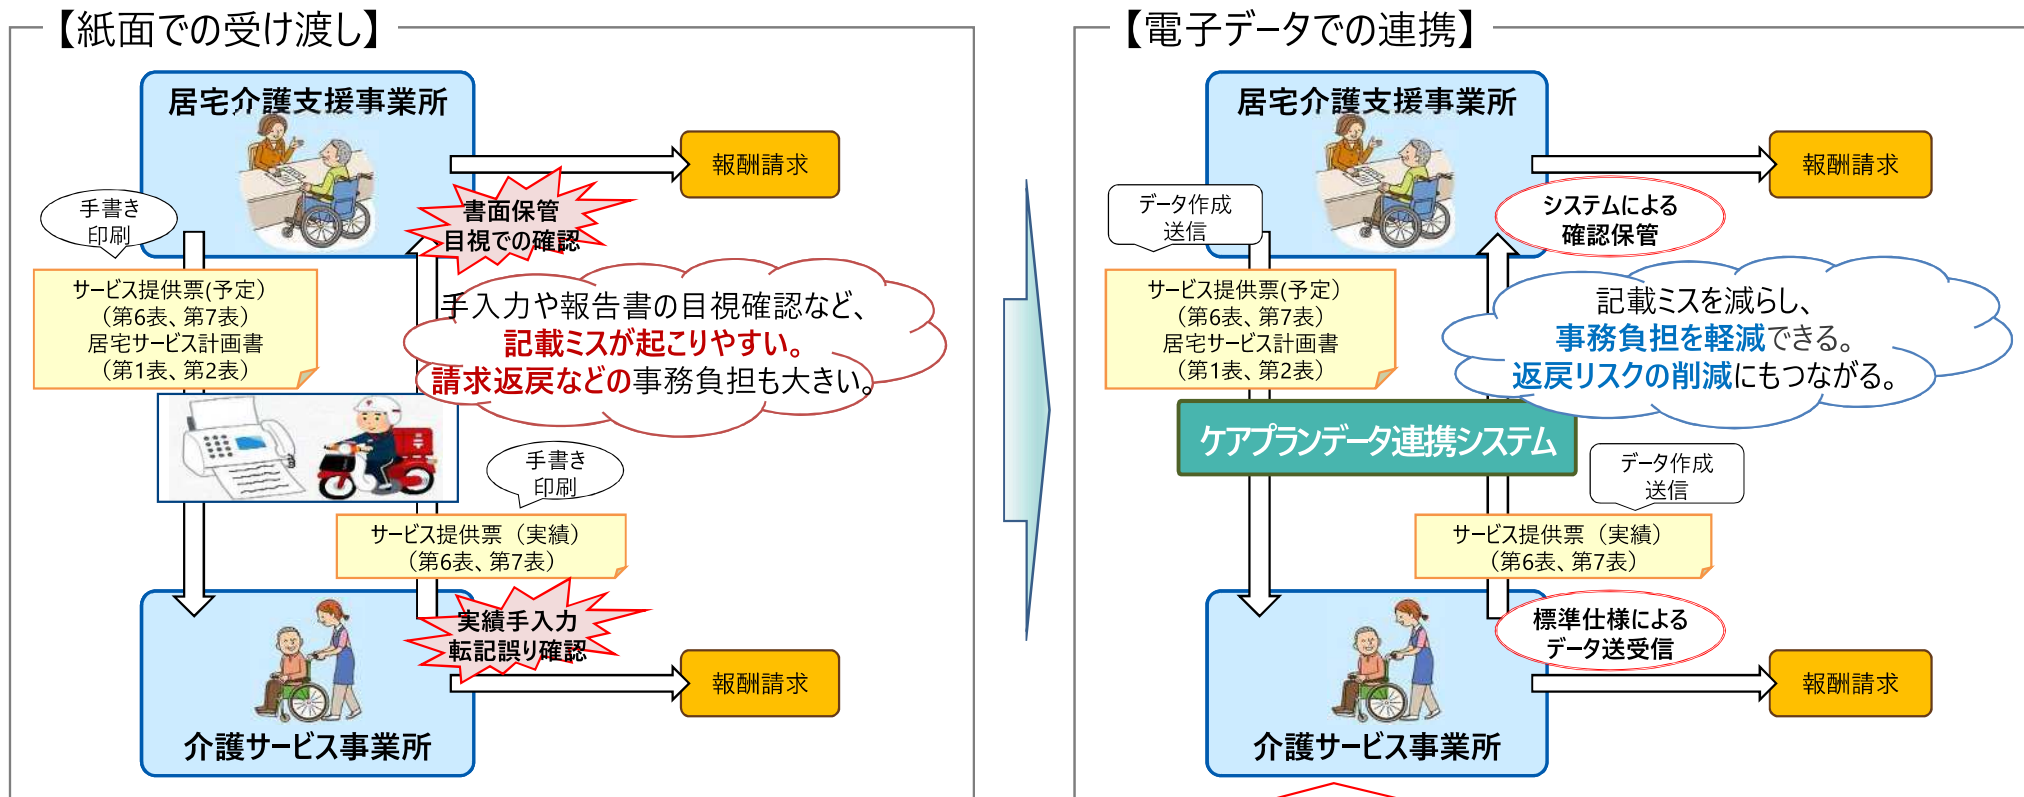 【紙面での受け渡し】
居宅介護支援事業所
報酬請求
手書き
印刷
書面保管
目視での確認
サービス提供票(予定)
(第6表、第7表)
居宅サービス計画書
(第1表、第2表)
手入力や報告書の目視確認など、
記載ミスが起こりやすい。
請求返戻などの事務負担も大きい。
手書き
印刷
サービス提供票（実績）
（第6表、第7表）
実績手入力
転記誤り確認
報酬請求
介護サービス事業所
【電子データでの連携】
居宅介護支援事業所
報酬請求
データ作成
送信
システムによる
確認保管
サービス提供票(予定)
(第6表、第7表)
居宅サービス計画書
(第1表、第2表)
記載ミスを減らし、
事務負担を軽減できる。
返戻リスクの削減にもつながる。
ケアプランデータ連携システム
データ作成
送信
サービス提供票（実績）
（第6表、第7表）
標準仕様による
データ送受信
報酬請求
介護サービス事業所